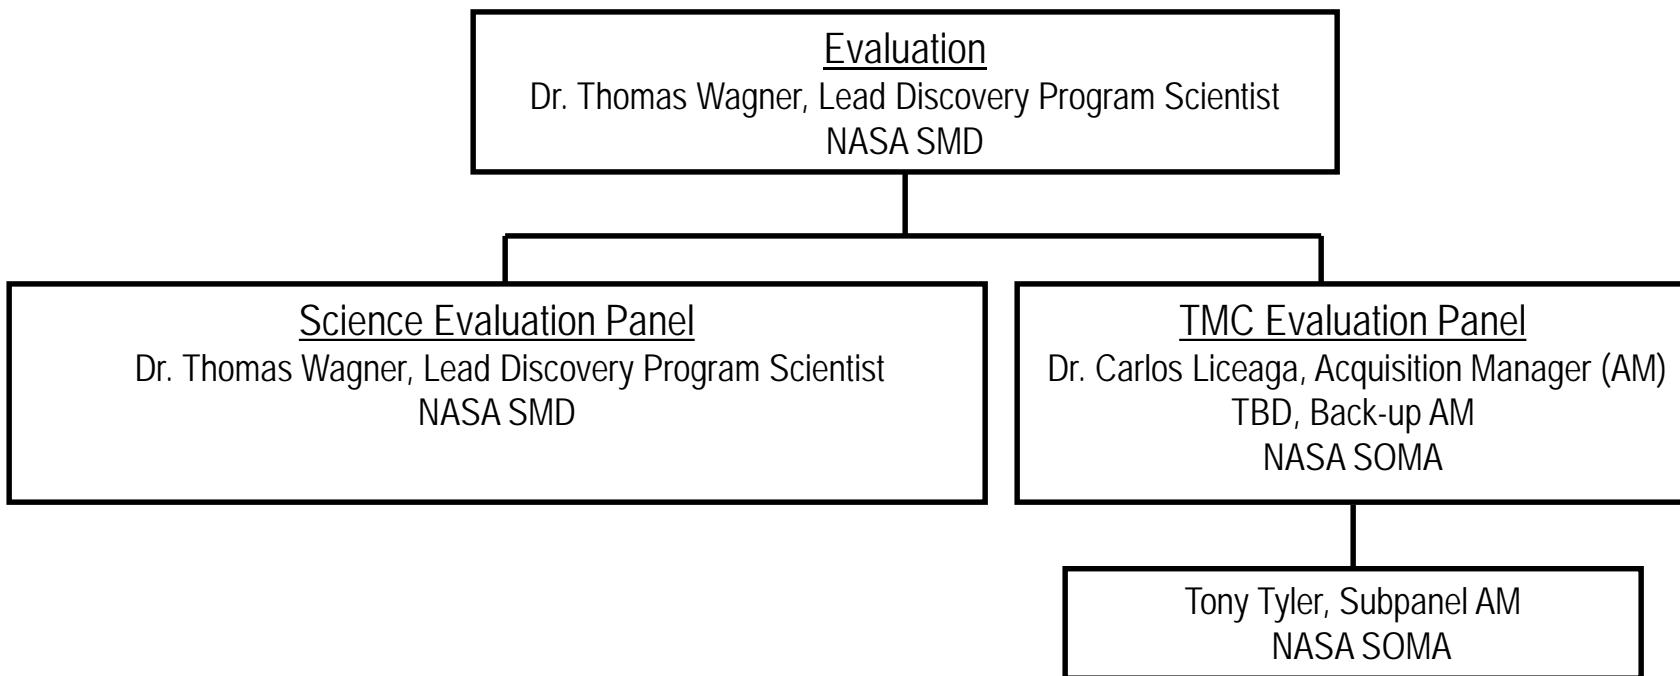 Evaluation
Dr. Thomas Wagner, Lead Discovery Program Scientist
NASA SMD
Science Evaluation Panel
Dr. Thomas Wagner, Lead Discovery Program Scientist
NASA SMD
TMC Evaluation Panel
Dr. Carlos Liceaga, Acquisition Manager (AM)
TBD, Back-up AM
NASA SOMA
Tony Tyler, Subpanel AM
NASA SOMA